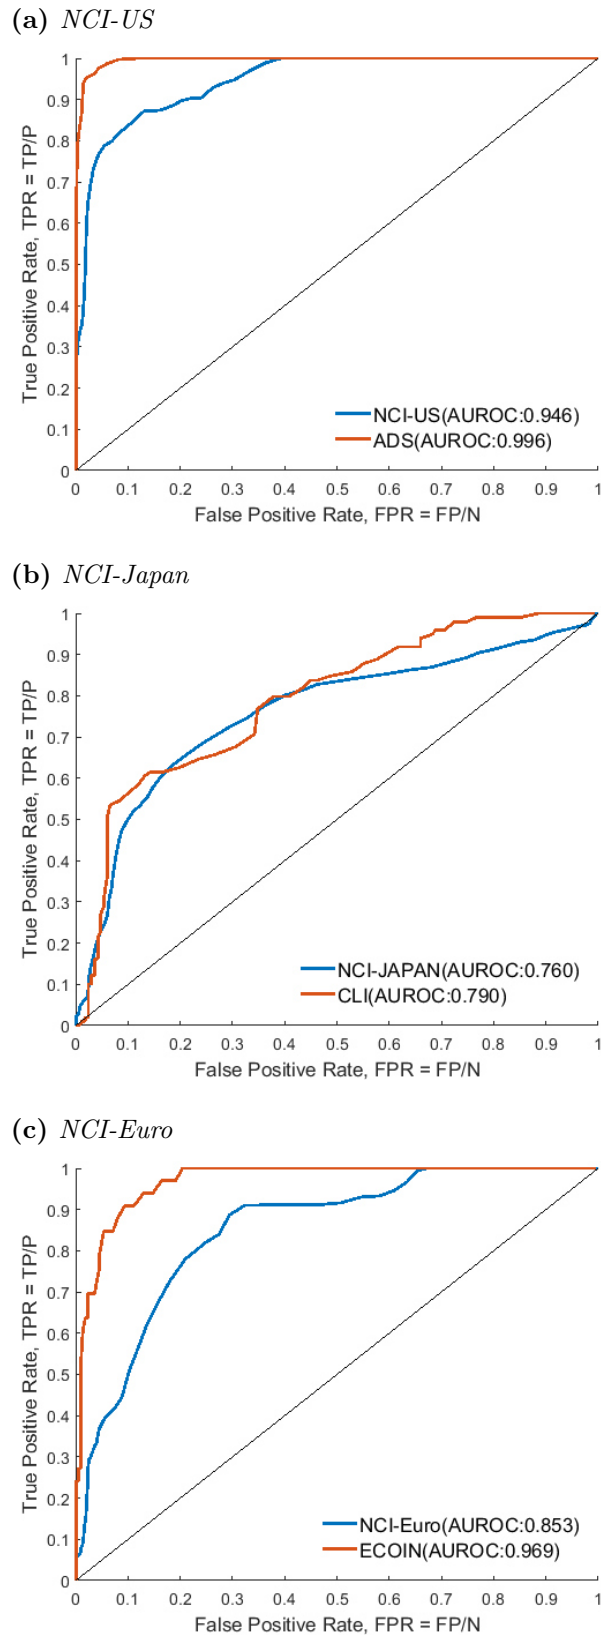 (a) NCI-US
1
0.9
0.8
0.7
0.6
0.5
0.4
0.3
0.2
0.1
0
True Positive Rate, TPR = TP/P
NCI-US(AUROC:0.946)
ADS(AUROC:0.996)
0 0.1 0.2 0.3 0.4 0.5 0.6 0.7 0.8 0.9 1
False Positive Rate, FPR = FP/N
(b) NCI-Japan
1
0.9
0.8
0.7
0.6
0.5
0.4
0.3
0.2
0.1
0
True Positive Rate, TPR = TP/P
NCI-JAPAN(AUROC:0.760)
CLI(AUROC:0.790)
0 0.1 0.2 0.3 0.4 0.5 0.6 0.7 0.8 0.9 1
False Positive Rate, FPR = FP/N
(c) NCI-Euro
1
0.9
0.8
0.7
0.6
0.5
0.4
0.3
0.2
0.1
0
True Positive Rate, TPR = TP/P
NCI-Euro(AUROC:0.853)
ECOIN(AUROC:0.969)
0 0.1 0.2 0.3 0.4 0.5 0.6 0.7 0.8 0.9 1
False Positive Rate, FPR = FP/N